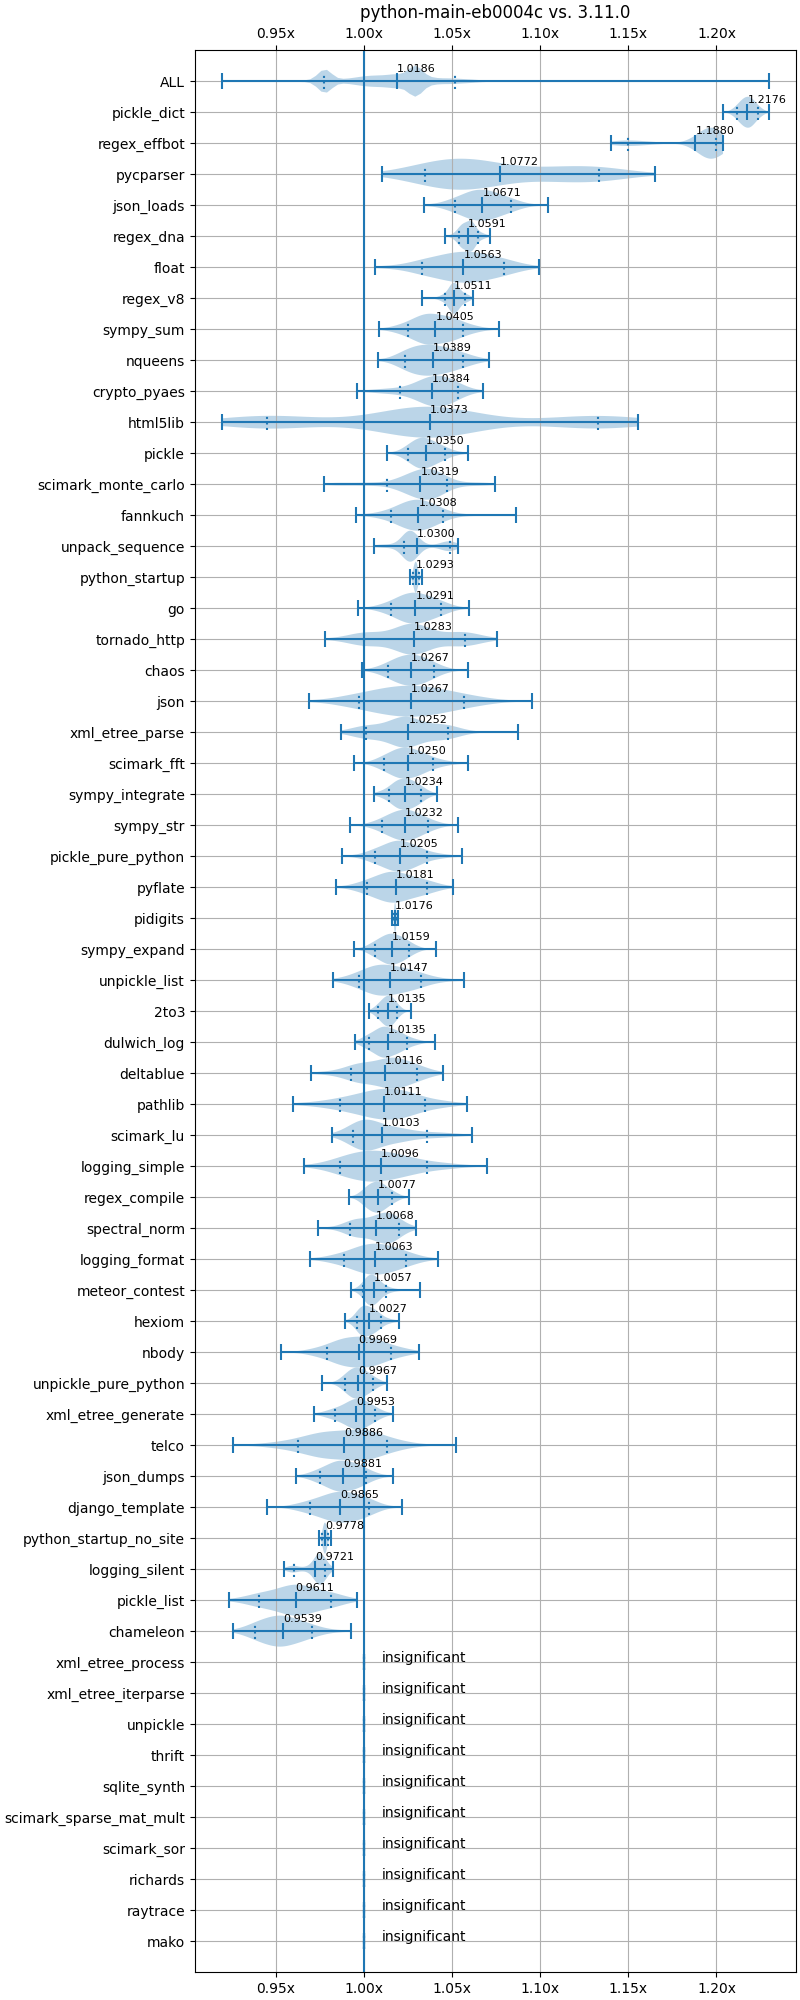 python-main-eb0004c vs. 3.11.0
0.95x 1.00x 1.05x 1.10x 1.15x 1.20x
ALL 1.0186
pickle_dict 1.2176
regex_effbot 1.1880
pycparser 1.0772
json_loads 1.0671
regex_dna 1.0591
float 1.0563
regex_v8 1.0511
sympy_sum 1.0405
nqueens 1.0389
crypto_pyaes 1.0384
html5lib 1.0373
pickle 1.0350
scimark_monte_carlo 1.0319
fannkuch 1.0308
unpack_sequence 1.0300
python_startup 1.0293
go 1.0291
tornado_http 1.0283
chaos 1.0267
json 1.0267
xml_etree_parse 1.0252
scimark_fft 1.0250
sympy_integrate 1.0234
sympy_str 1.0232
pickle_pure_python 1.0205
pyflate 1.0181
pidigits 1.0176
sympy_expand 1.0159
unpickle_list 1.0147
2to3 1.0135
dulwich_log 1.0135
deltablue 1.0116
pathlib 1.0111
scimark_lu 1.0103
logging_simple 1.0096
regex_compile 1.0077
spectral_norm 1.0068
logging_format 1.0063
meteor_contest 1.0057
hexiom 1.0027
nbody 0.9969
unpickle_pure_python 0.9967
xml_etree_generate 0.9953
telco 0.9886
json_dumps 0.9881
django_template 0.9865
python_startup_no_site 0.9778
logging_silent 0.9721
pickle_list 0.9611
chameleon 0.9539
xml_etree_process insignificant
xml_etree_iterparse insignificant
unpickle insignificant
thrift insignificant
sqlite_synth insignificant
scimark_sparse_mat_mult insignificant
scimark_sor insignificant
richards insignificant
raytrace insignificant
mako insignificant
0.95x 1.00x 1.05x 1.10x 1.15x 1.20x